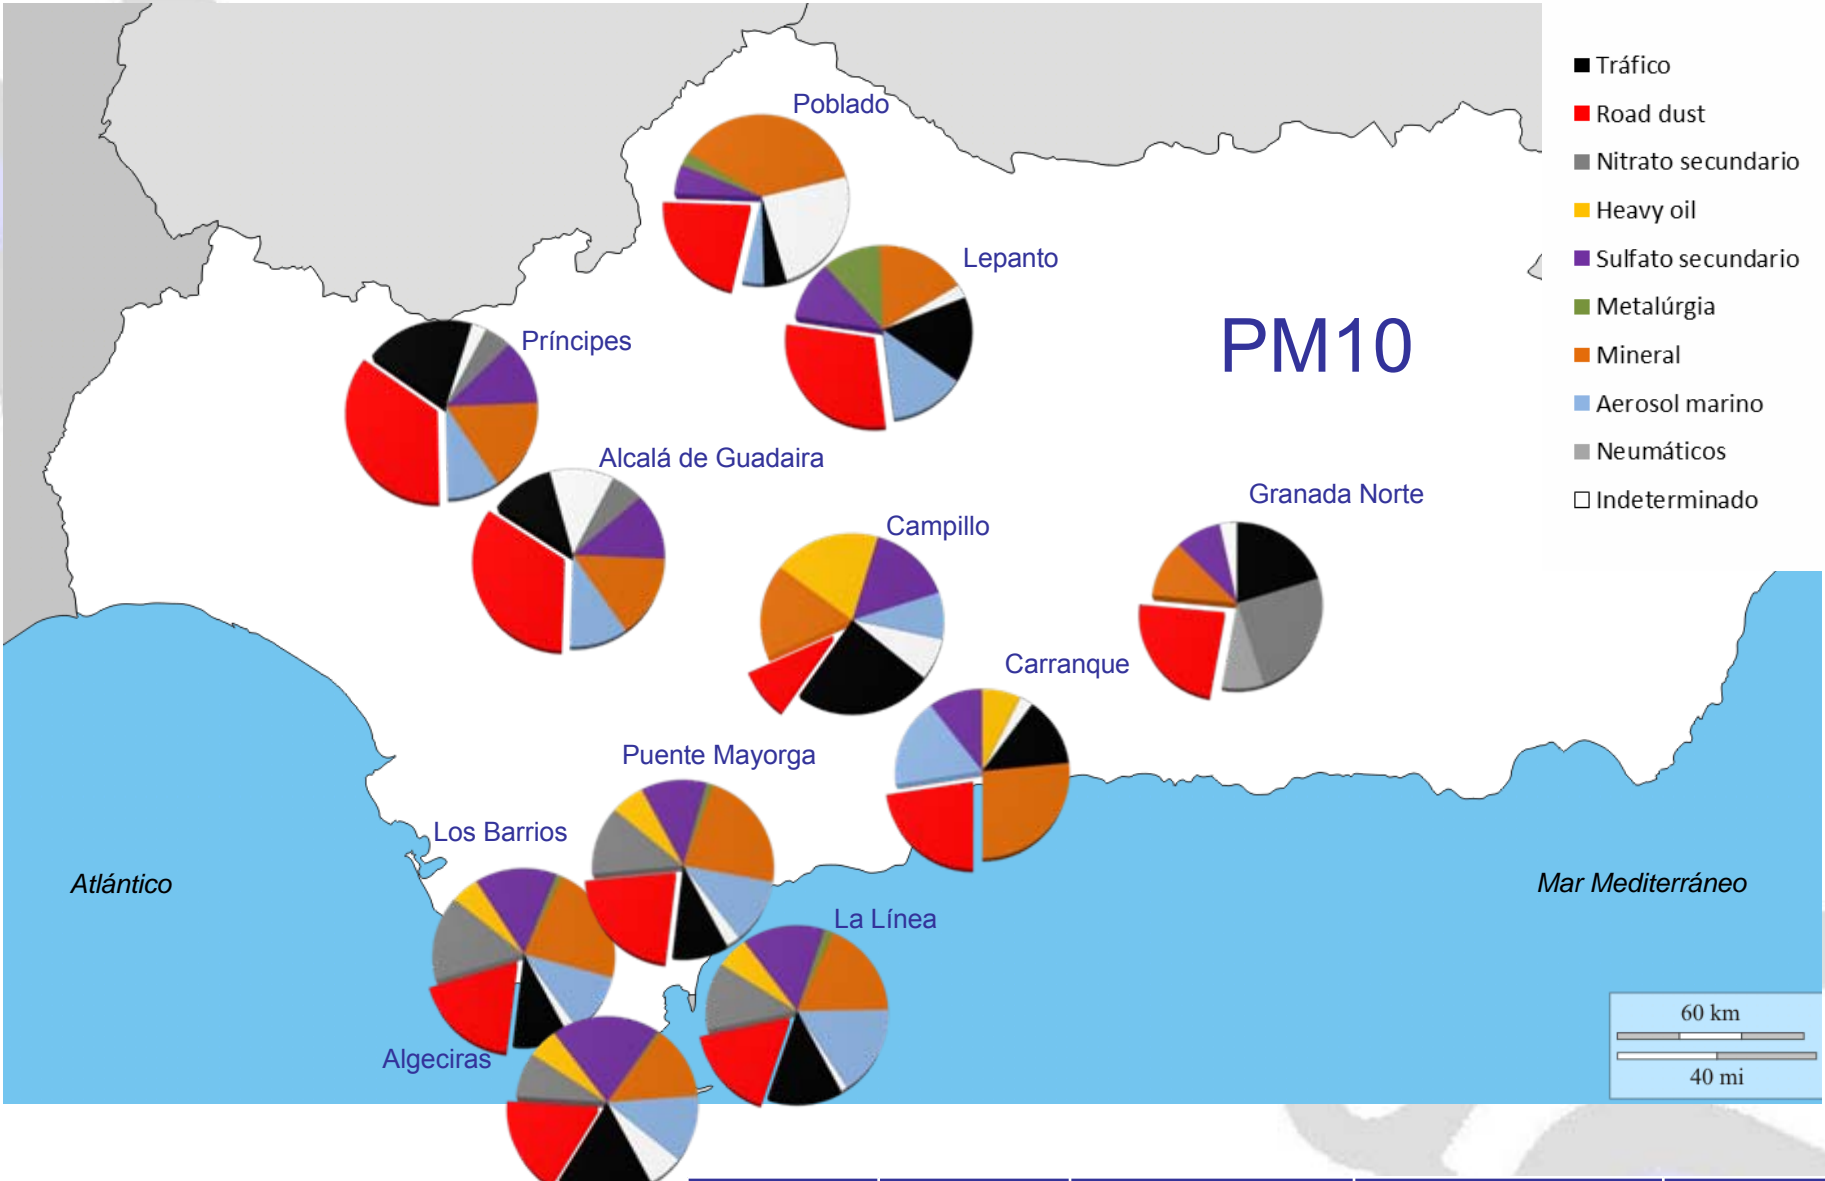 Poblado
Lepanto
Príncipes
PM10
Alcalá de Guadaira
Campillo
Granada Norte
Carranque
Puente Mayorga
Los Barrios
La Línea
Algeciras
Atlántico
Mar Mediterráneo
Tráfico
Road dust
Nitrato secundario
Heavy oil
Sulfato secundario
Metalúrgia
Mineral
Aerosol marino
Neumáticos
Indeterminado
60 km
40 mi